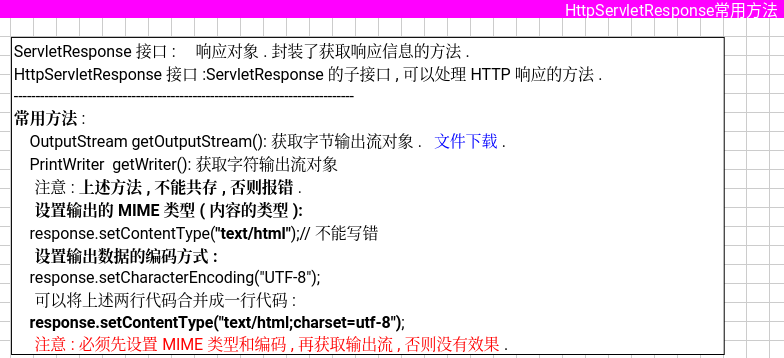 HttpServletResponse常用方法
ServletResponse 接口 : 响应对象 . 封装了获取响应信息的方法 .
HttpServletResponse 接口 :ServletResponse 的子接口 , 可以处理 HTTP 响应的方法 .
--------------------------------------------------------------------------------
常用方法 :
OutputStream getOutputStream(): 获取字节输出流对象 . 文件下载 .
PrintWriter getWriter(): 获取字符输出流对象
注意 : 上述方法 , 不能共存 , 否则报错 .
设置输出的 MIME 类型 ( 内容的类型 ):
response.setContentType("text/html");// 不能写错
设置输出数据的编码方式 :
response.setCharacterEncoding("UTF-8");
可以将上述两行代码合并成一行代码 :
response.setContentType("text/html;charset=utf-8");
注意 : 必须先设置 MIME 类型和编码 , 再获取输出流 , 否则没有效果 .